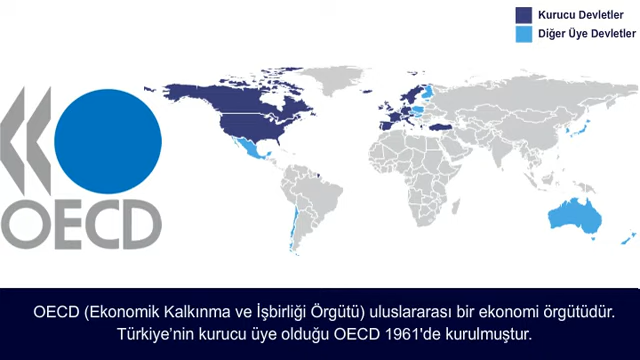 Kurucu Devletler
Diğer Üye Devletler
OECD
OECD (Ekonomik Kalkınma ve İşbirliği Örgütü) uluslararası bir ekonomi örgütüdür.
Türkiye’nin kurucu üye olduğu OECD 1961'de kurulmuştur.